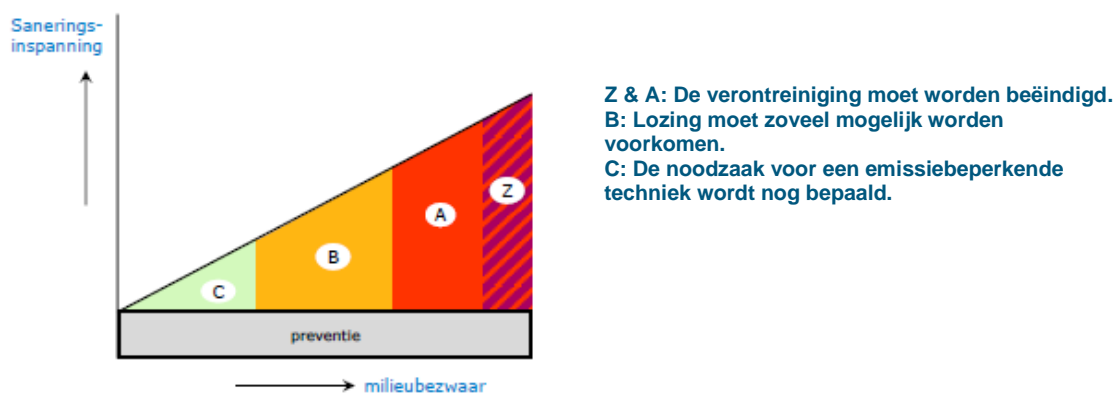 Sanerings-
inspanning
Z & A: De verontreiniging moet worden beëindigd.
B: Lozing moet zoveel mogelijk worden
voorkomen.
C: De noodzaak voor een emissiebeperkende
techniek wordt nog bepaald.
Z
A
B
C
preventie
milieubezwaar